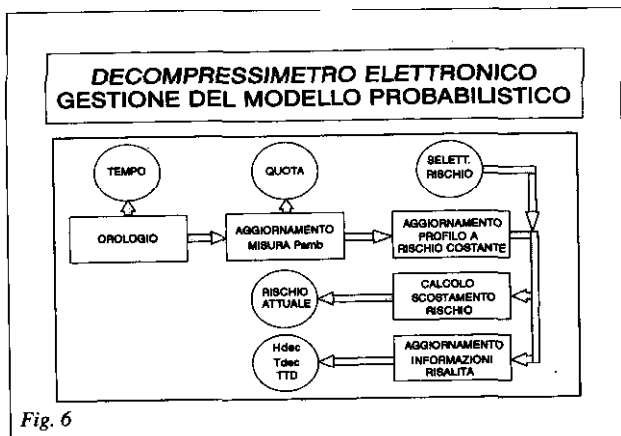 DECOMPRESSIMETRO ELETTRONICO
GESTIONE DEL MODELLO PROBABILISTICO
TEMPO
QUOTA
SELETT.
RISCHIO
OROLOGIO
AGGIORNAMENTO
MISURA Pamb
AGGIORNAMENTO
PROFILO A
RISCHIO COSTANTE
RISCHIO
ATTUALE
CALCOLO
SCOSTAMENTO
RISCHIO
Hdec
Tdec
TTD
AGGIORNAMENTO
INFORMAZIONI
RISALITA
Fig. 6